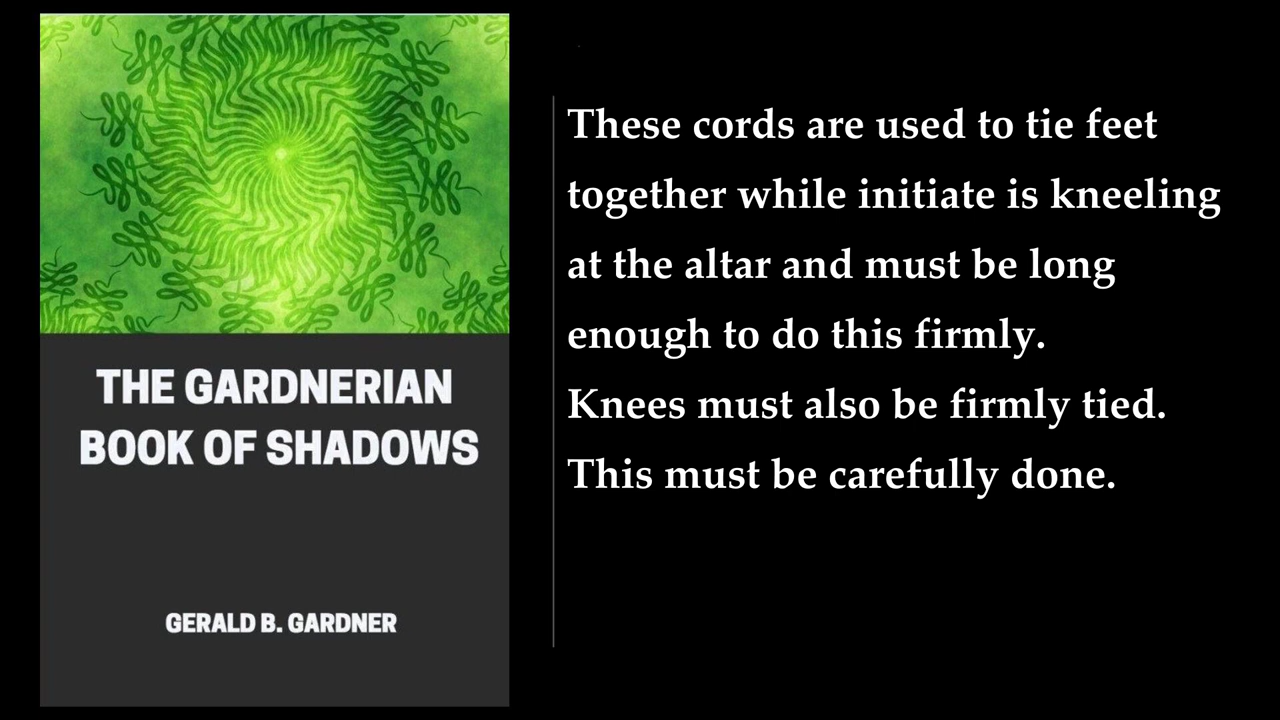 THE GARDNERIAN
BOOK OF SHADOWS
GERALD B. GARDNER
These cords are used to tie feet
together while initiate is kneeling
at the altar and must be long
enough to do this firmly.
Knees must also be firmly tied.
This must be carefully done.